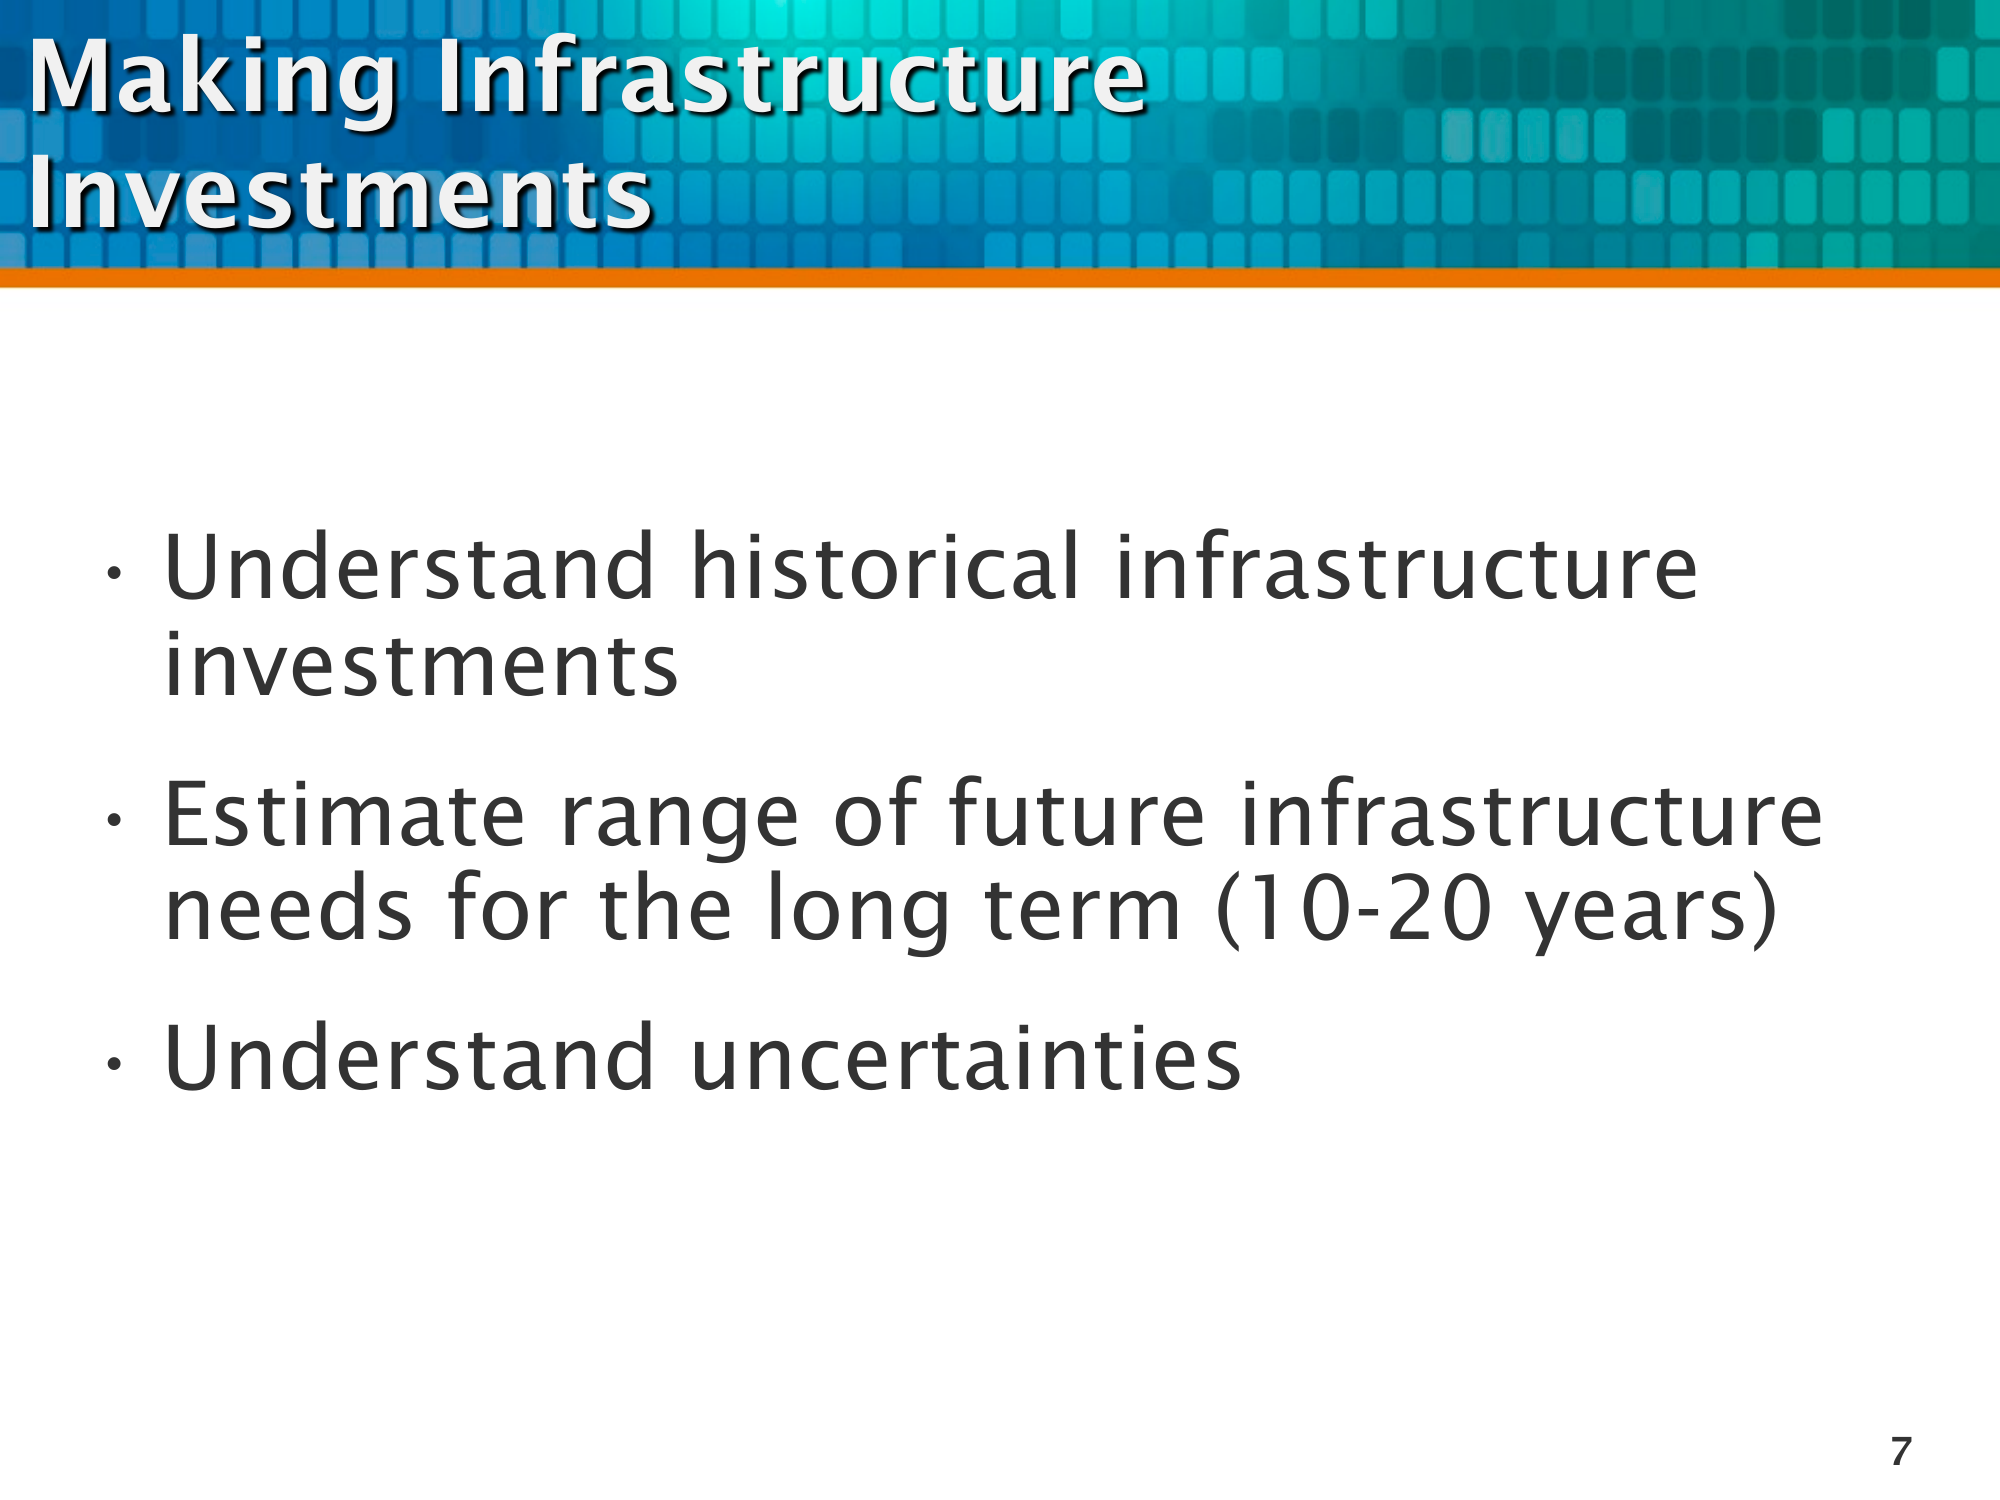 Making Infrastructure
Investments
• Understand historical infrastructure
investments
• Estimate range of future infrastructure
needs for the long term (10-20 years)
• Understand uncertainties
7